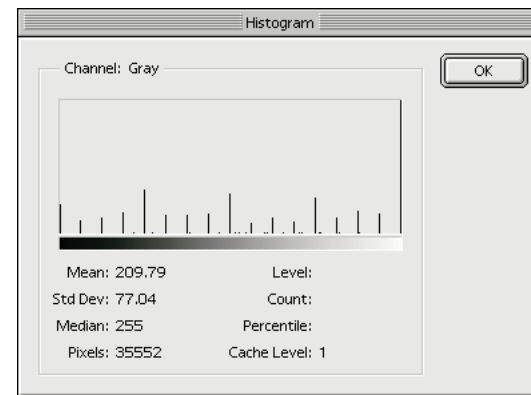 Histogram
Channel: Gray
OK
Mean: 209.79 Level:
Std Dev: 77.04 Count:
Median: 255 Percentile:
Pixels: 35552 Cache Level: 1